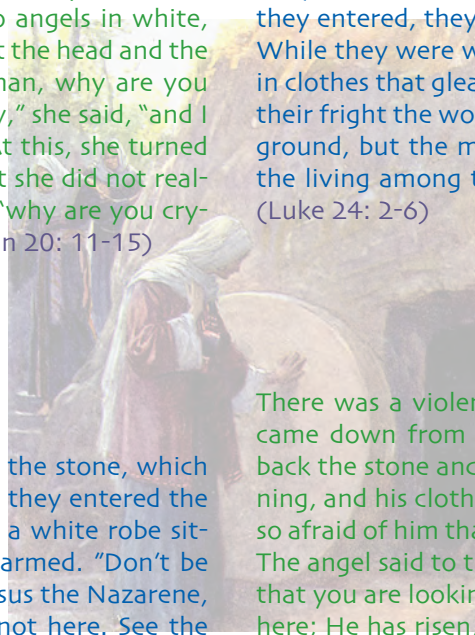 o angels in white,
t the head and the
man, why are you
y,” she said, “and I
At this, she turned
t she did not real-
“why are you cry-
n 20: 11-15)
the stone, which
they entered the
a white robe sit-
armed. “Don’t be
sus the Nazarene,
not here. See the
they entered, they
While they were w
in clothes that glea
their fright the wo
ground, but the m
the living among t
(Luke 24: 2-6)
There was a violen
came down from
back the stone and
ning, and his cloth
so afraid of him tha
The angel said to t
that you are lookin
here; He has risen